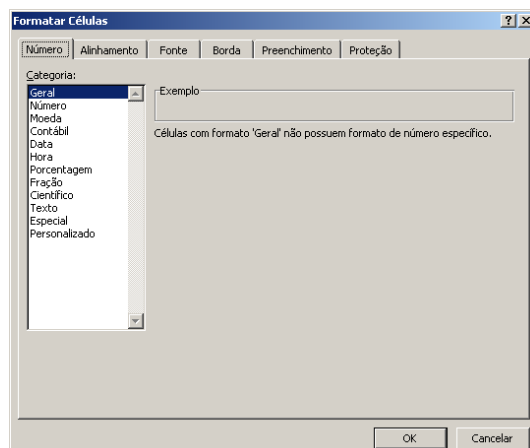 Formatar Células
Número Alinhamento Fonte Borda Preenchimento Proteção
Categoria:
Geral
Número
Moeda
Contábil
Data
Hora
Porcentagem
Fração
Científico
Texto
Especial
Personalizado
Exemplo
Células com formato 'Geral' não possuem formato de número específico.
OK Cancelar